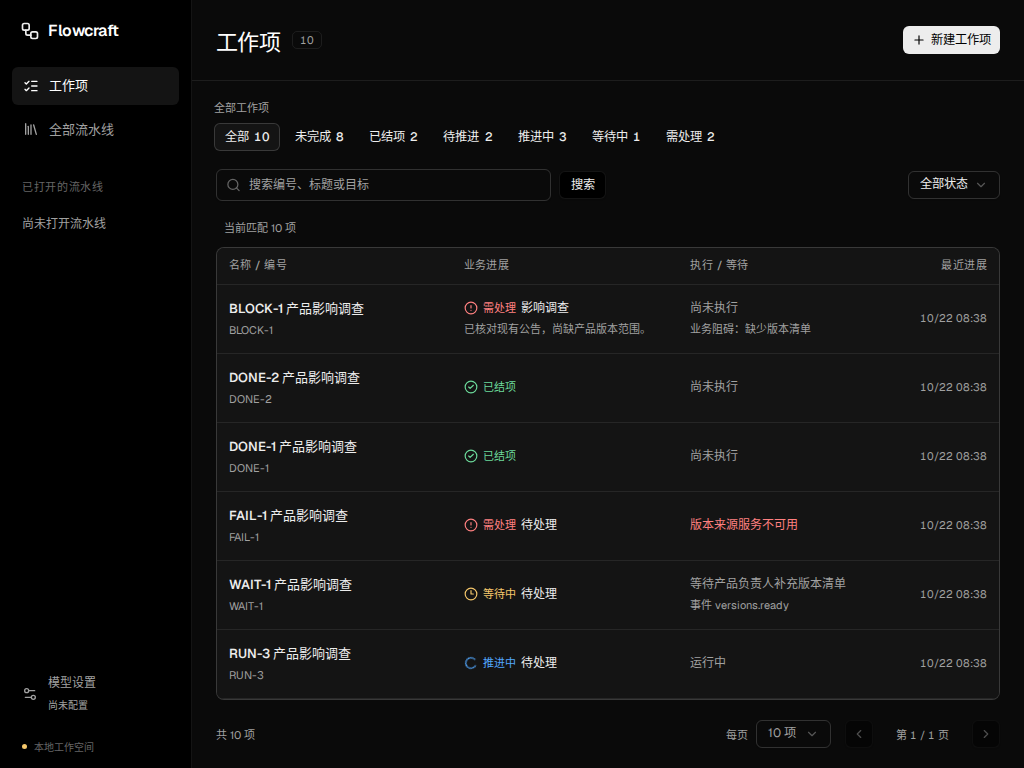 Flowcraft
工作项
全部流水线
已打开的流水线
尚未打开流水线
模型设置
尚未配置
本地工作空间
工作项 10
新建工作项
全部工作项
全部 10 未完成 8 已结项 2 待推进 2 推进中 3 等待中 1 需处理 2
搜索编号、标题或目标 搜索 全部状态
当前匹配 10 项
名称 / 编号 业务进展 执行 / 等待 最近进展
BLOCK-1 产品影响调查 需处理 影响调查 尚未执行
BLOCK-1 已核对现有公告，尚缺产品版本范围。 业务阻碍：缺少版本清单 10/22 08:38
DONE-2 产品影响调查
DONE-2 已结项 尚未执行 10/22 08:38
DONE-1 产品影响调查
DONE-1 已结项 尚未执行 10/22 08:38
FAIL-1 产品影响调查
FAIL-1 需处理 待处理 版本来源服务不可用 10/22 08:38
WAIT-1 产品影响调查 等待中 待处理 等待产品负责人补充版本清单
WAIT-1 事件 versions.ready 10/22 08:38
RUN-3 产品影响调查
RUN-3 推进中 待处理 运行中 10/22 08:38
共 10 项 每页 10 项 第 1 / 1 页